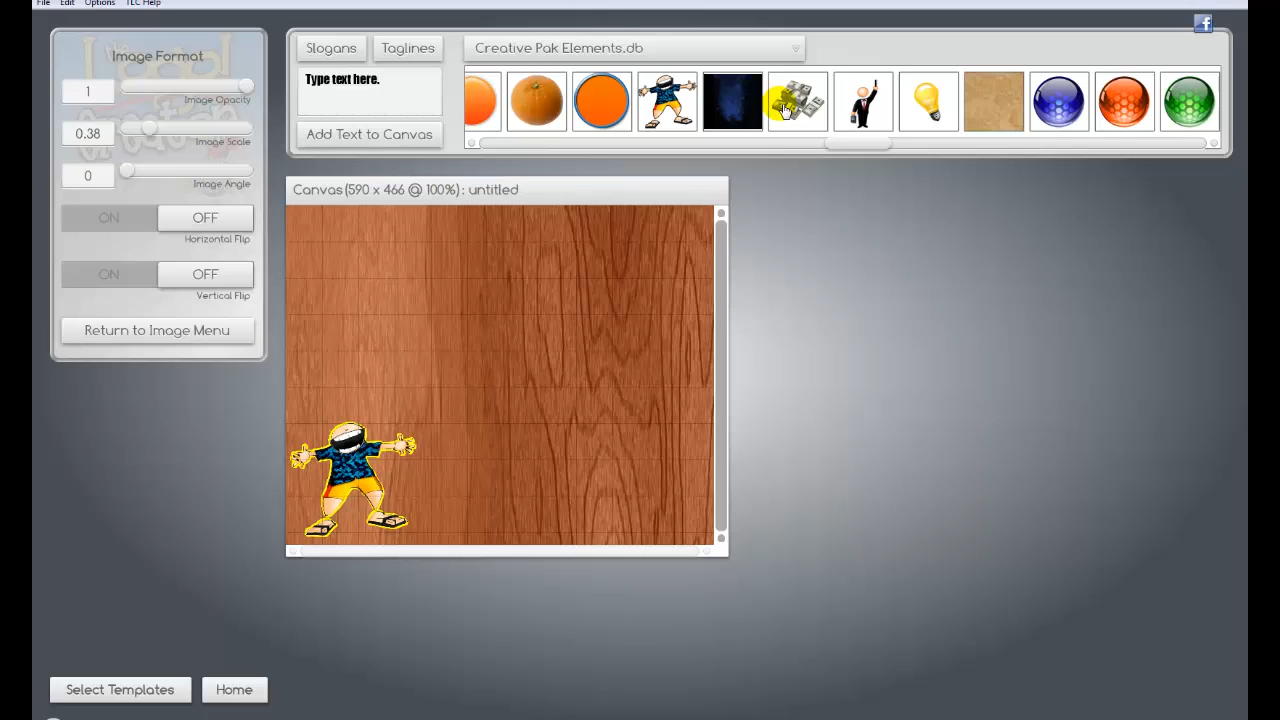 File Edit Options TLC Help
Image Format
1
Image Opacity
0.38
Image Scale
0
Image Angle
ON OFF
Horizontal Flip
ON OFF
Vertical Flip
Return to Image Menu
Slogans Taglines
Type text here.
Add Text to Canvas
Creative Pak Elements.db
f
Canvas (590 x 466 @ 100%) : untitled
Select Templates Home